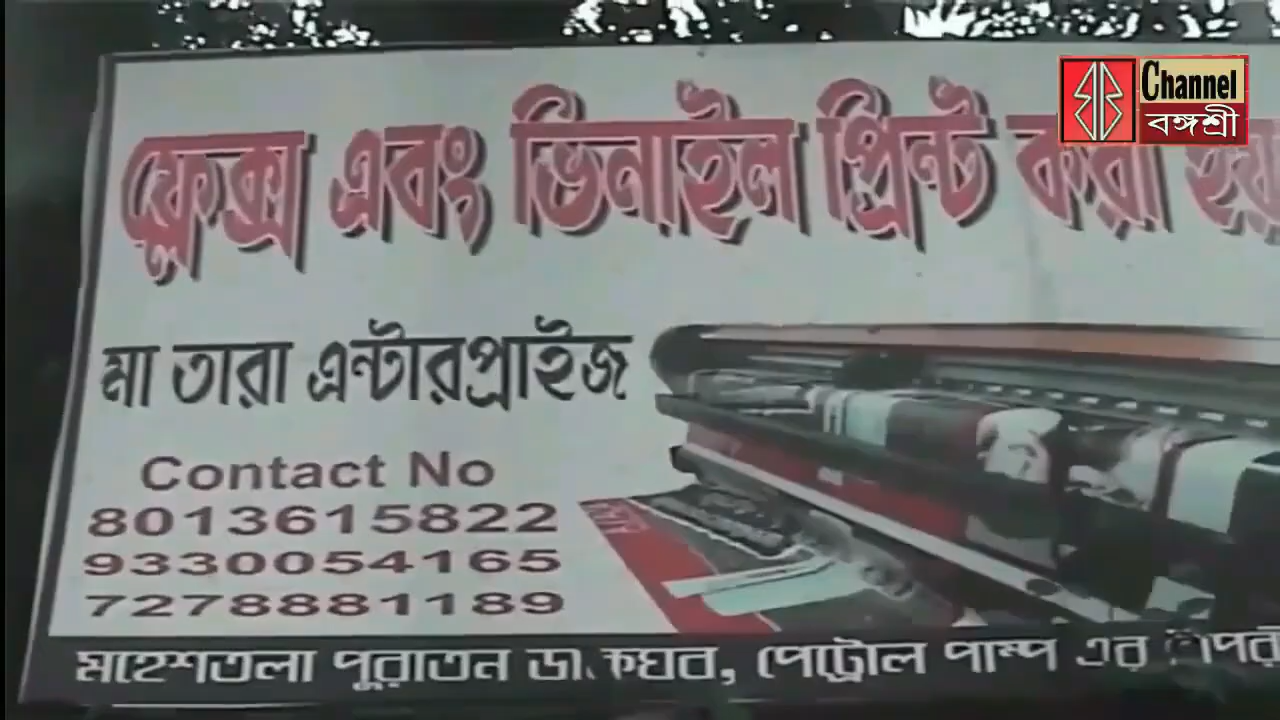 Channel
বঙ্গশ্রী
ফ্লেক্স এবং ভিনাইল প্রিন্ট করা হয়
মা তারা এন্টারপ্রাইজ
Contact No
8013615822
9330054165
7278881189
মহেশতলা পুরাতন ডাকঘর, পেট্রোল পাম্প এর